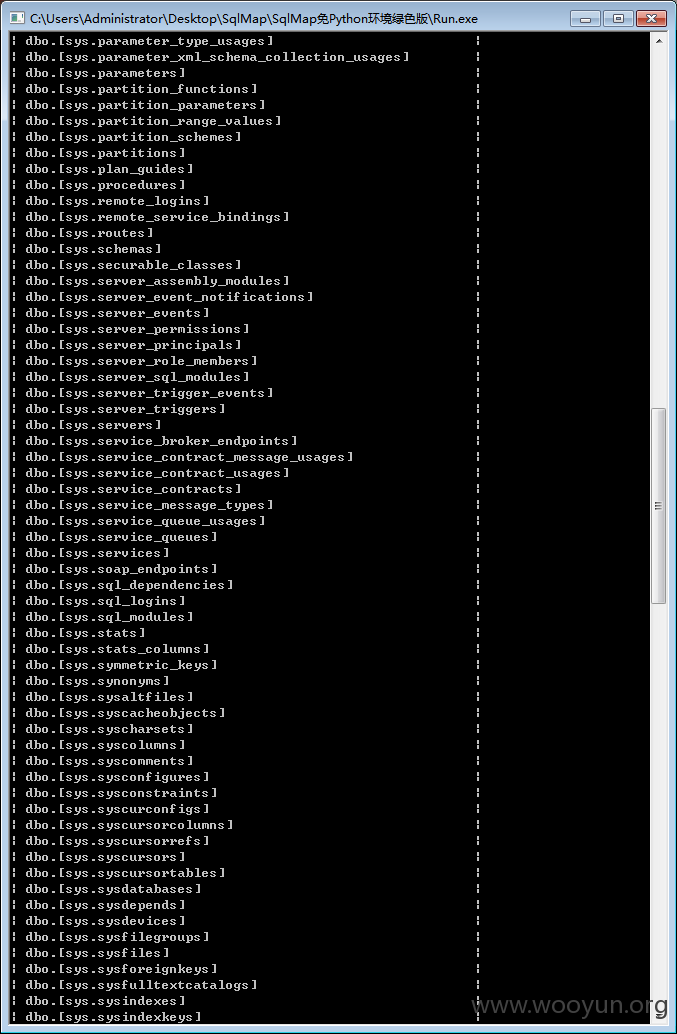 C:\Users\Administrator\Desktop\SqlMap\SqlMap免Python环境绿色版\Run.exe
¦ dbo.[sys.parameter_type_usages] ¦
¦ dbo.[sys.parameter_xml_schema_collection_usages] ¦
¦ dbo.[sys.parameters] ¦
¦ dbo.[sys.partition_functions] ¦
¦ dbo.[sys.partition_parameters] ¦
¦ dbo.[sys.partition_range_values] ¦
¦ dbo.[sys.partition_schemes] ¦
¦ dbo.[sys.partitions] ¦
¦ dbo.[sys.plan_guides] ¦
¦ dbo.[sys.procedures] ¦
¦ dbo.[sys.remote_logins] ¦
¦ dbo.[sys.remote_service_bindings] ¦
¦ dbo.[sys.routes] ¦
¦ dbo.[sys.schemas] ¦
¦ dbo.[sys.securable_classes] ¦
¦ dbo.[sys.server_assembly_modules] ¦
¦ dbo.[sys.server_event_notifications] ¦
¦ dbo.[sys.server_events] ¦
¦ dbo.[sys.server_permissions] ¦
¦ dbo.[sys.server_principals] ¦
¦ dbo.[sys.server_role_members] ¦
¦ dbo.[sys.server_sql_modules] ¦
¦ dbo.[sys.server_trigger_events] ¦
¦ dbo.[sys.server_triggers] ¦
¦ dbo.[sys.servers] ¦
¦ dbo.[sys.service_broker_endpoints] ¦
¦ dbo.[sys.service_contract_message_usages] ¦
¦ dbo.[sys.service_contract_usages] ¦
¦ dbo.[sys.service_contracts] ¦
¦ dbo.[sys.service_message_types] ¦
¦ dbo.[sys.service_queue_usages] ¦
¦ dbo.[sys.service_queues] ¦
¦ dbo.[sys.services] ¦
¦ dbo.[sys.soap_endpoints] ¦
¦ dbo.[sys.sql_dependencies] ¦
¦ dbo.[sys.sql_logins] ¦
¦ dbo.[sys.sql_modules] ¦
¦ dbo.[sys.stats] ¦
¦ dbo.[sys.stats_columns] ¦
¦ dbo.[sys.symmetric_keys] ¦
¦ dbo.[sys.synonyms] ¦
¦ dbo.[sys.sysaltfiles] ¦
¦ dbo.[sys.syscacheobjects] ¦
¦ dbo.[sys.syscharsets] ¦
¦ dbo.[sys.syscolumns] ¦
¦ dbo.[sys.syscomments] ¦
¦ dbo.[sys.sysconfigures] ¦
¦ dbo.[sys.sysconstraints] ¦
¦ dbo.[sys.syscurconfigs] ¦
¦ dbo.[sys.syscursorcolumns] ¦
¦ dbo.[sys.syscursorrefs] ¦
¦ dbo.[sys.syscursors] ¦
¦ dbo.[sys.syscursortables] ¦
¦ dbo.[sys.sysdatabases] ¦
¦ dbo.[sys.sysdepends] ¦
¦ dbo.[sys.sysdevices] ¦
¦ dbo.[sys.sysfilegroups] ¦
¦ dbo.[sys.sysfiles] ¦
¦ dbo.[sys.sysforeignkeys] ¦
¦ dbo.[sys.sysfulltextcatalogs] ¦
¦ dbo.[sys.sysindexes] ¦
¦ dbo.[sys.sysindexkeys] ¦
www.wooyun.org